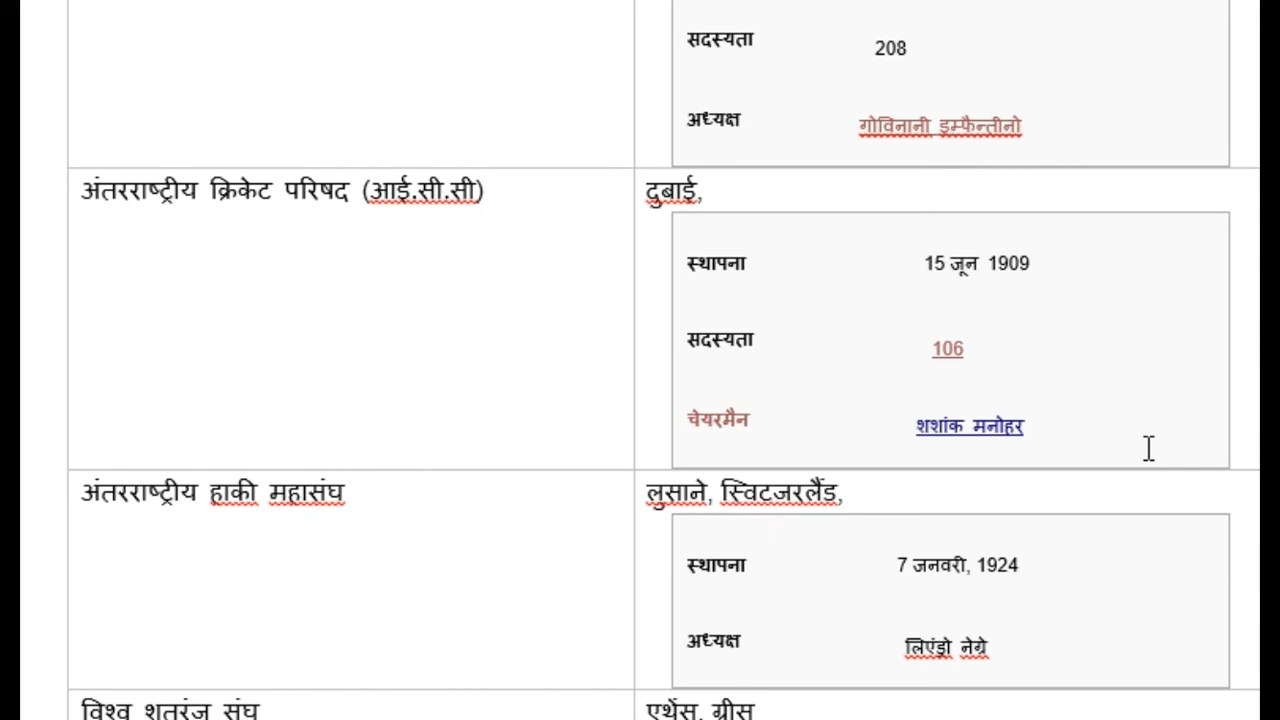 सदस्यता 208
अध्यक्ष गोविनानी इम्फैन्तीनो
अंतरराष्ट्रीय क्रिकेट परिषद (आई.सी.सी) दुबाई,
स्थापना 15 जून 1909
सदस्यता 106
चेयरमैन शशांक मनोहर
अंतरराष्ट्रीय हाकी महासंघ लुसाने, स्विटजरलैंड,
स्थापना 7 जनवरी, 1924
अध्यक्ष लिएंड्रो नेग्रे
विश्व शतरंज संघ एथेंस, ग्रीस